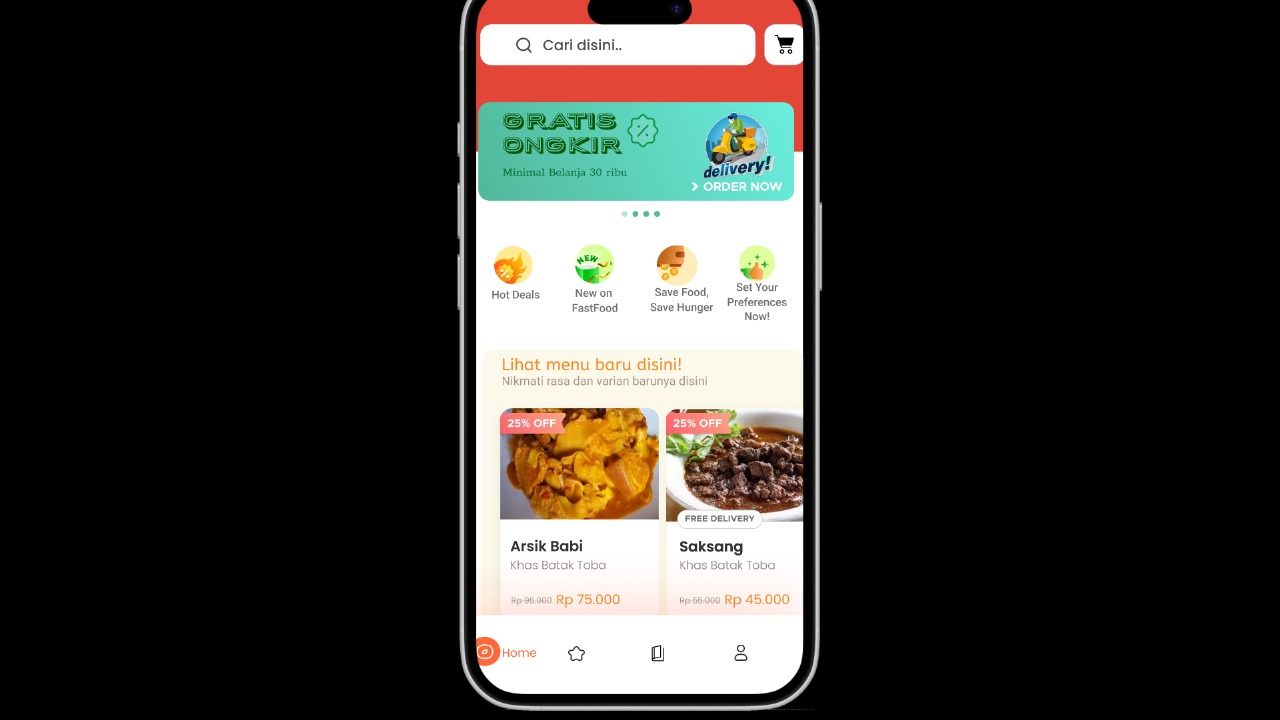 Cari disini..
GRATIS
ONGKIR
Minimal Belanja 30 ribu
delivery!
ORDER NOW
Hot Deals
NEW
New on
FastFood
Save Food,
Save Hunger
Set Your
Preferences
Now!
Lihat menu baru disini!
Nikmati rasa dan varian barunya disini
25% OFF
25% OFF
FREE DELIVERY
Arsik Babi
Saksang
Khas Batak Toba
Khas Batak Toba
Rp 95.000 Rp 75.000
Rp 55.000 Rp 45.000
Home